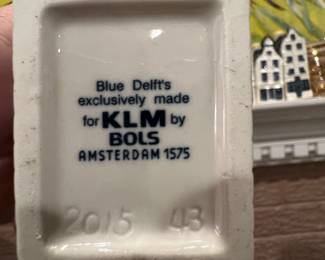 Blue Delft's
exclusively made
for KLM by
BOLS
AMSTERDAM 1575
2015 43